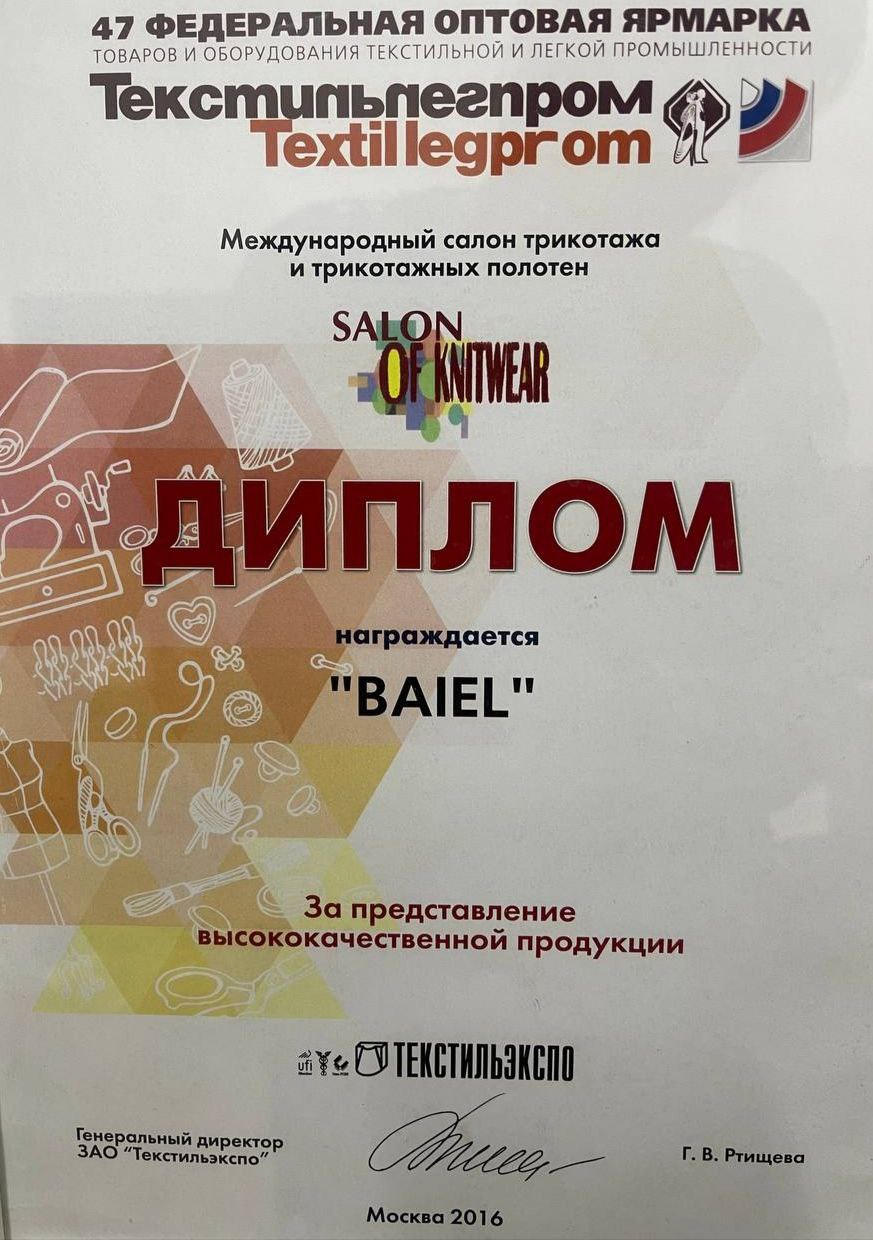 47 ФЕДЕРАЛЬНАЯ ОПТОВАЯ ЯРМАРКА
ТОВАРОВ И ОБОРУДОВАНИЯ ТЕКСТИЛЬНОЙ И ЛЕГКОЙ ПРОМЫШЛЕННОСТИ
Текстильлегпром
Textillegprom
Международный салон трикотажа
и трикотажных полотен
SALON
OF KNITWEAR
ДИПЛОМ
награждается
"BAIEL"
За представление
высококачественной продукции
ufi ТЕКСТИЛЬЭКСПО
Генеральный директор
ЗАО "Текстильэкспо"
Г. В. Ртищева
Москва 2016